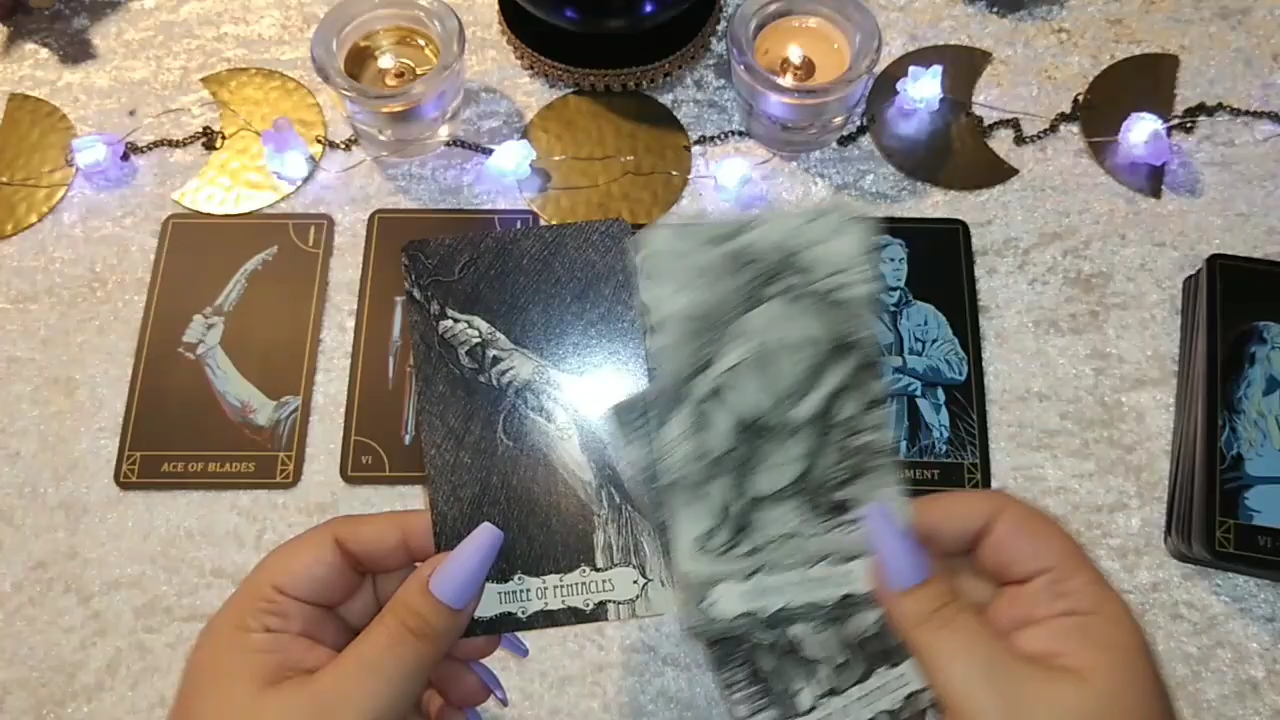 ACE OF BLADES
VI
THREE OF PENTACLES
GMENT
VI -